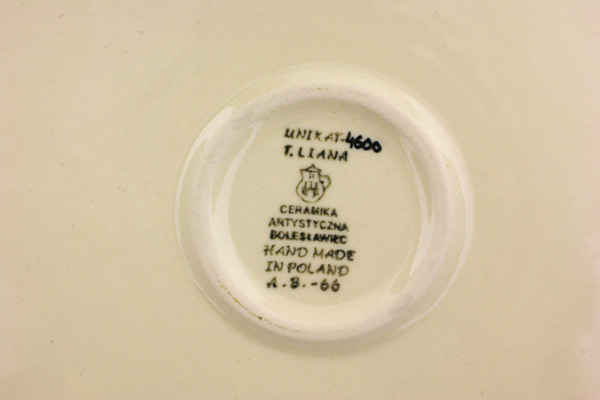 UNIKAT-4600
T. LIANA
CERAMIKA
ARTYSTYCZNA
BOLESŁAWIEC
HAND MADE
IN POLAND
A.B.-66